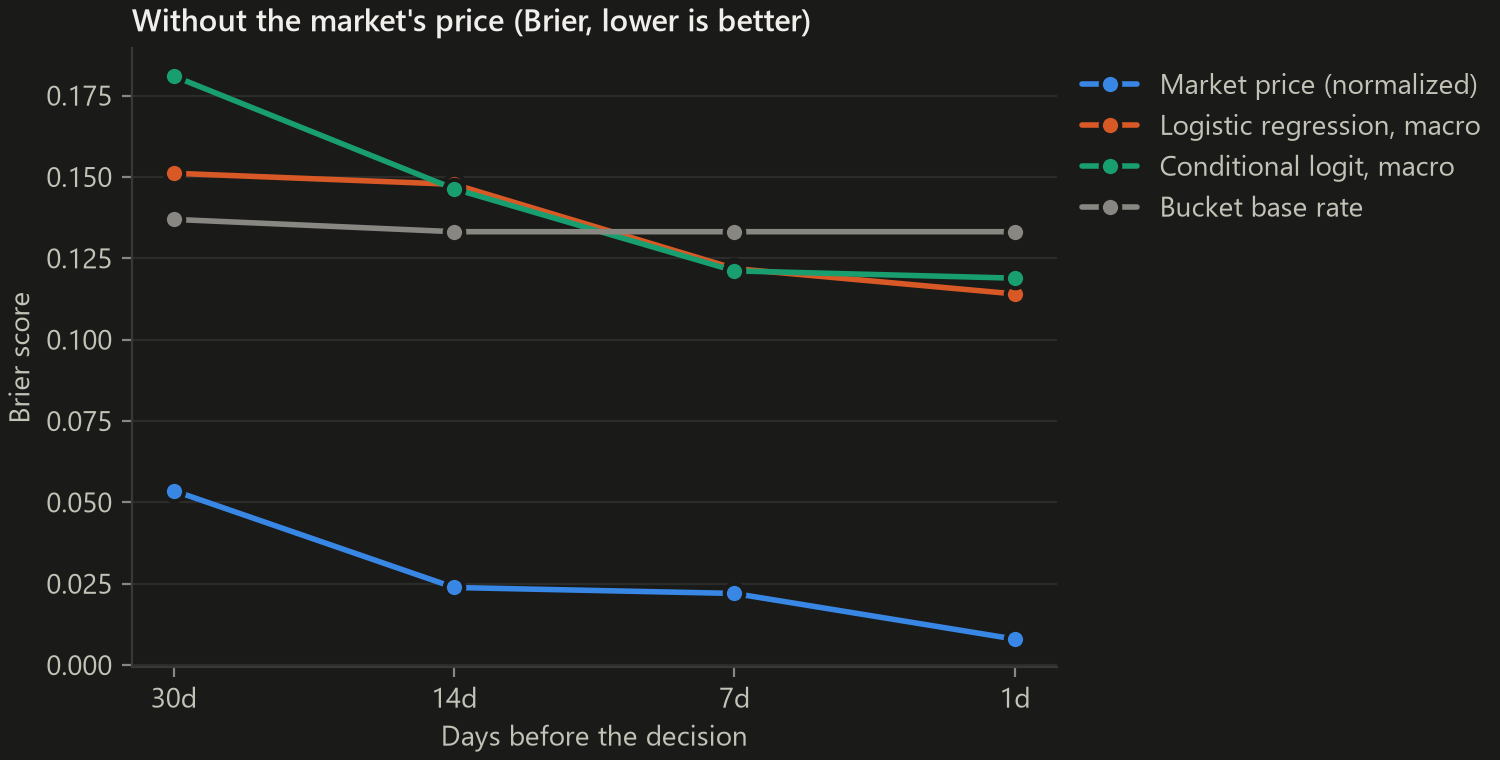 Without the market's price (Brier, lower is better)
Market price (normalized)
Logistic regression, macro
Conditional logit, macro
Bucket base rate
Brier score
0.175
0.150
0.125
0.100
0.075
0.050
0.025
0.000
30d
14d
7d
1d
Days before the decision